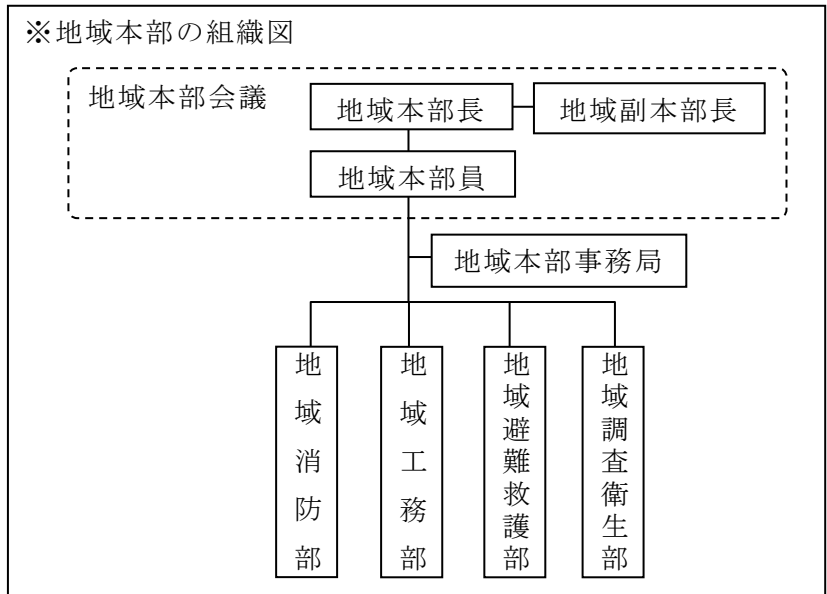 ※地域本部の組織図
地域本部会議
地域本部長
地域副本部長
地域本部員
地域本部事務局
地域消防部
地域工務部
地域避難救護部
地域調査衛生部